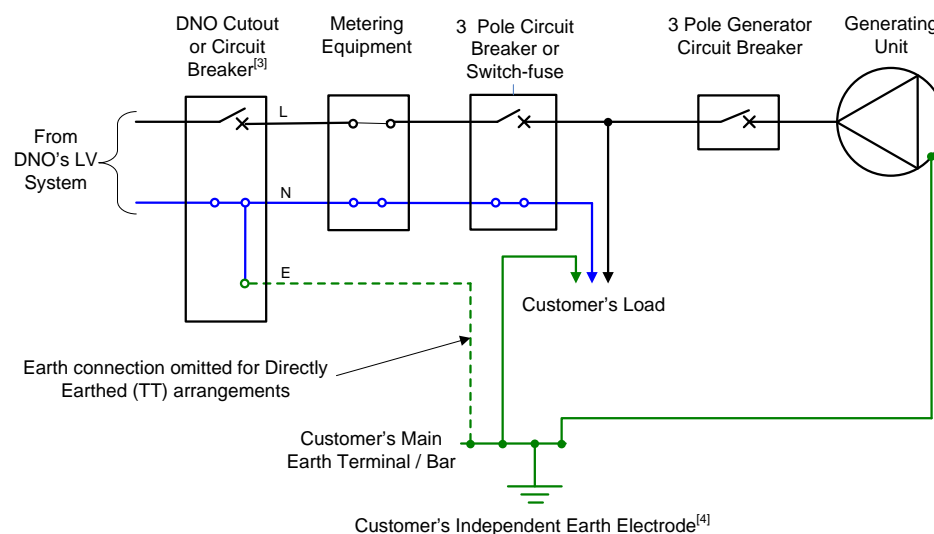 DNO Cutout
or Circuit
Breaker[3]
Metering
Equipment
3 Pole Circuit
Breaker or
Switch-fuse
3 Pole Generator
Circuit Breaker
Generating
Unit
L
From
DNO's LV
System
N
E
Customer's Load
Earth connection omitted for Directly
Earthed (TT) arrangements
Customer's Main
Earth Terminal / Bar
Customer's Independent Earth Electrode[4]